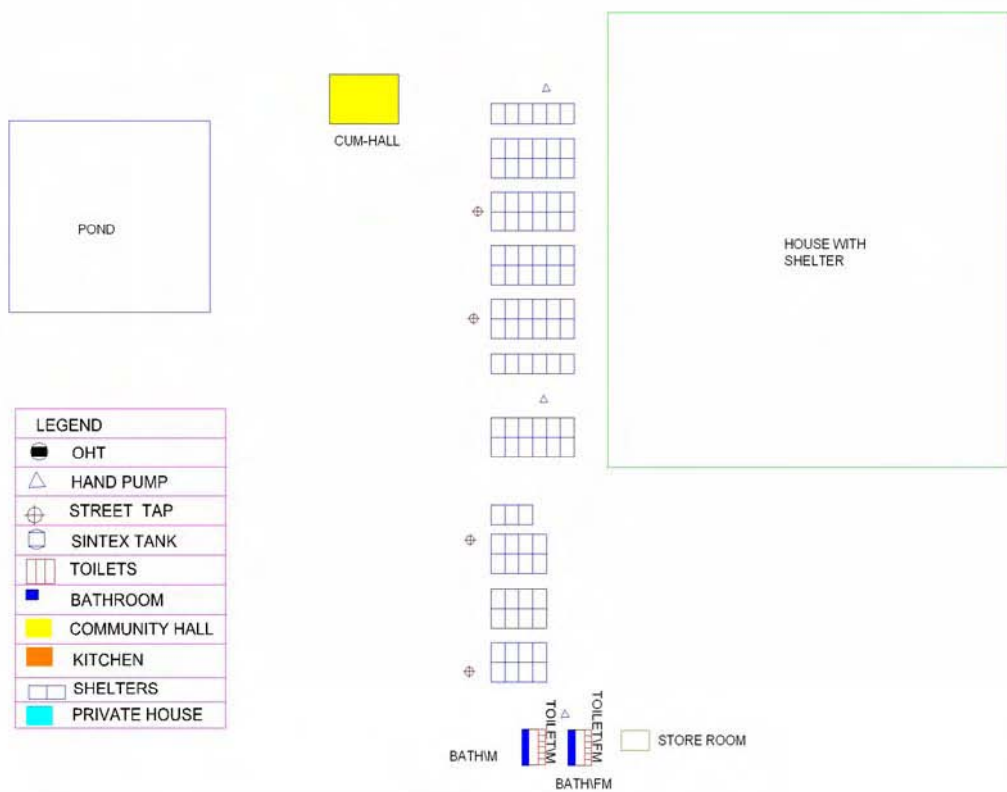 CUM-HALL
POND
HOUSE WITH
SHELTER
LEGEND
OHT
HAND PUMP
STREET TAP
SINTEX TANK
TOILETS
BATHROOM
COMMUNITY HALL
KITCHEN
SHELTERS
PRIVATE HOUSE
TOILET\M
TOILET\FM
BATH\M
BATH\FM
STORE ROOM